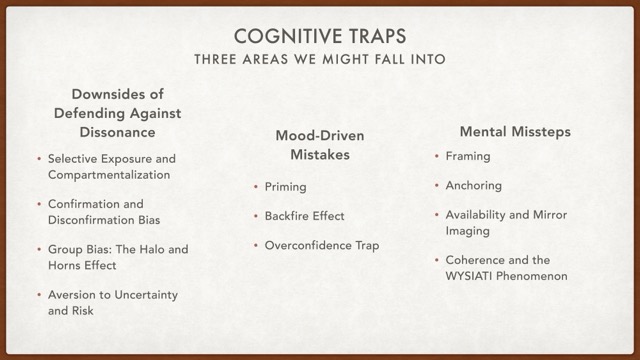 COGNITIVE TRAPS
THREE AREAS WE MIGHT FALL INTO
Downsides of
Defending Against
Dissonance
• Selective Exposure and
Compartmentalization
• Confirmation and
Disconfirmation Bias
• Group Bias: The Halo and
Horns Effect
• Aversion to Uncertainty
and Risk
Mood-Driven
Mistakes
• Priming
• Backfire Effect
• Overconfidence Trap
Mental Missteps
• Framing
• Anchoring
• Availability and Mirror
Imaging
• Coherence and the
WYSIATI Phenomenon